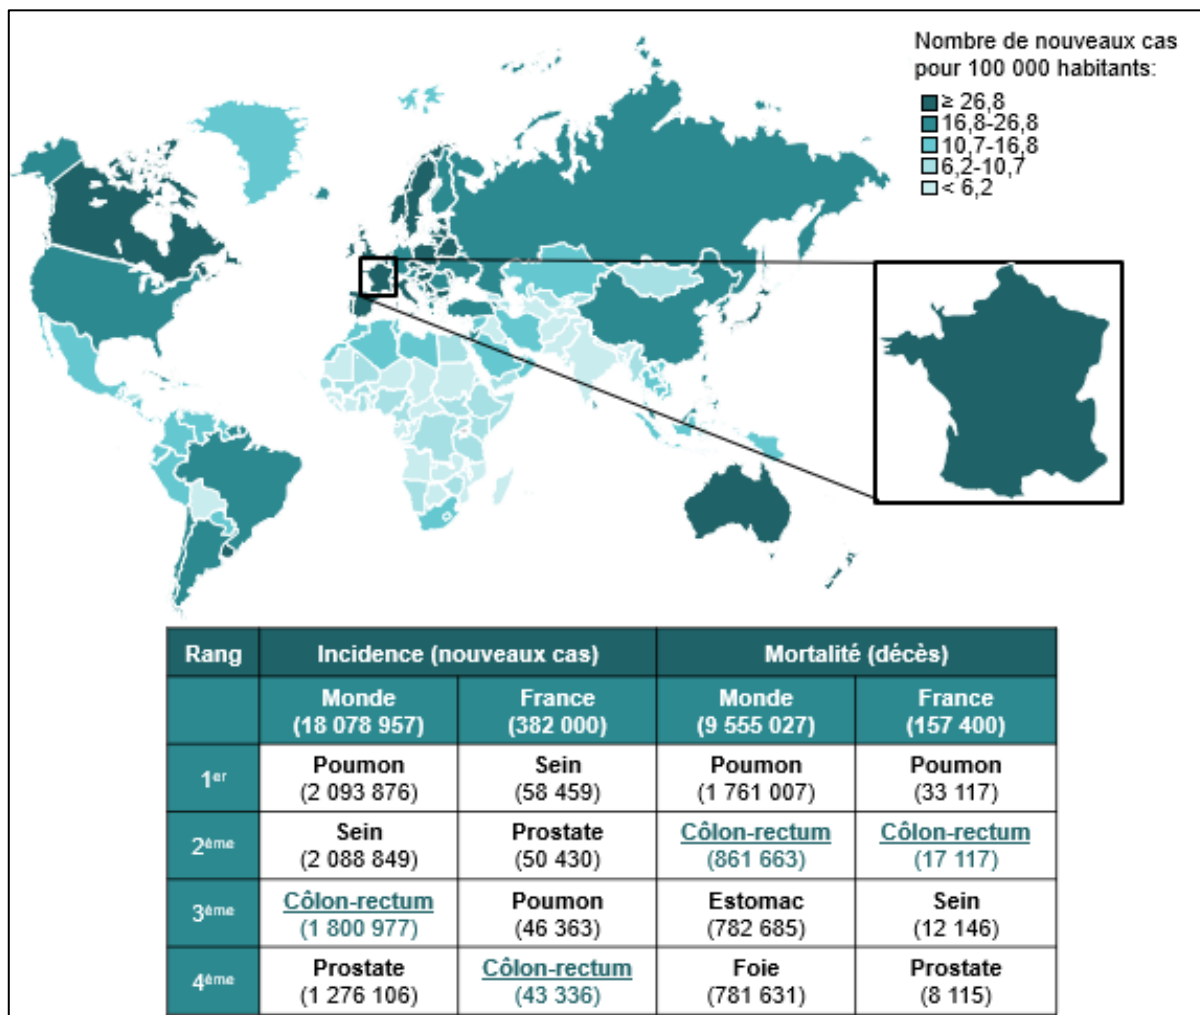 Nombre de nouveaux cas
pour 100 000 habitants:
≥ 26,8
16,8-26,8
10,7-16,8
6,2-10,7
< 6,2
Rang Incidence (nouveaux cas) Mortalité (décès)
Monde France Monde France
(18 078 957) (382 000) (9 555 027) (157 400)
1er Poumon Sein Poumon Poumon
(2 093 876) (58 459) (1 761 007) (33 117)
2ème Sein Prostate Côlon-rectum Côlon-rectum
(2 088 849) (50 430) (861 663) (17 117)
3ème Côlon-rectum Poumon Estomac Sein
(1 800 977) (46 363) (782 685) (12 146)
4ème Prostate Côlon-rectum Foie Prostate
(1 276 106) (43 336) (781 631) (8 115)